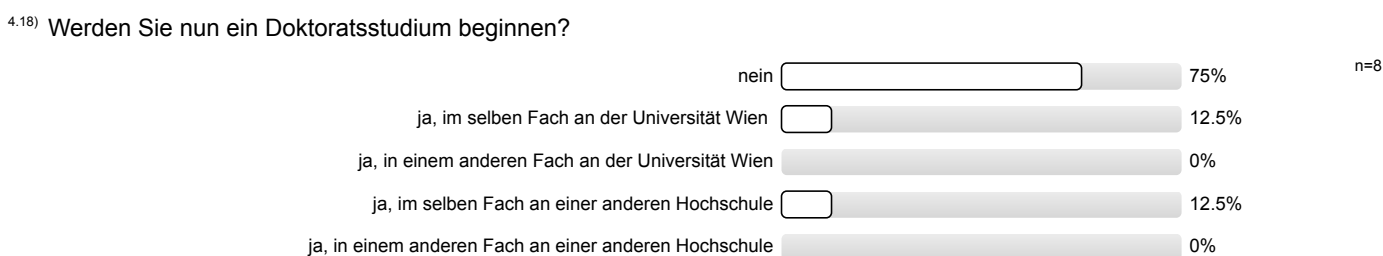 4.18) Werden Sie nun ein Doktoratsstudium beginnen?
nein 75% n=8
ja, im selben Fach an der Universität Wien 12.5%
ja, in einem anderen Fach an der Universität Wien 0%
ja, im selben Fach an einer anderen Hochschule 12.5%
ja, in einem anderen Fach an einer anderen Hochschule 0%